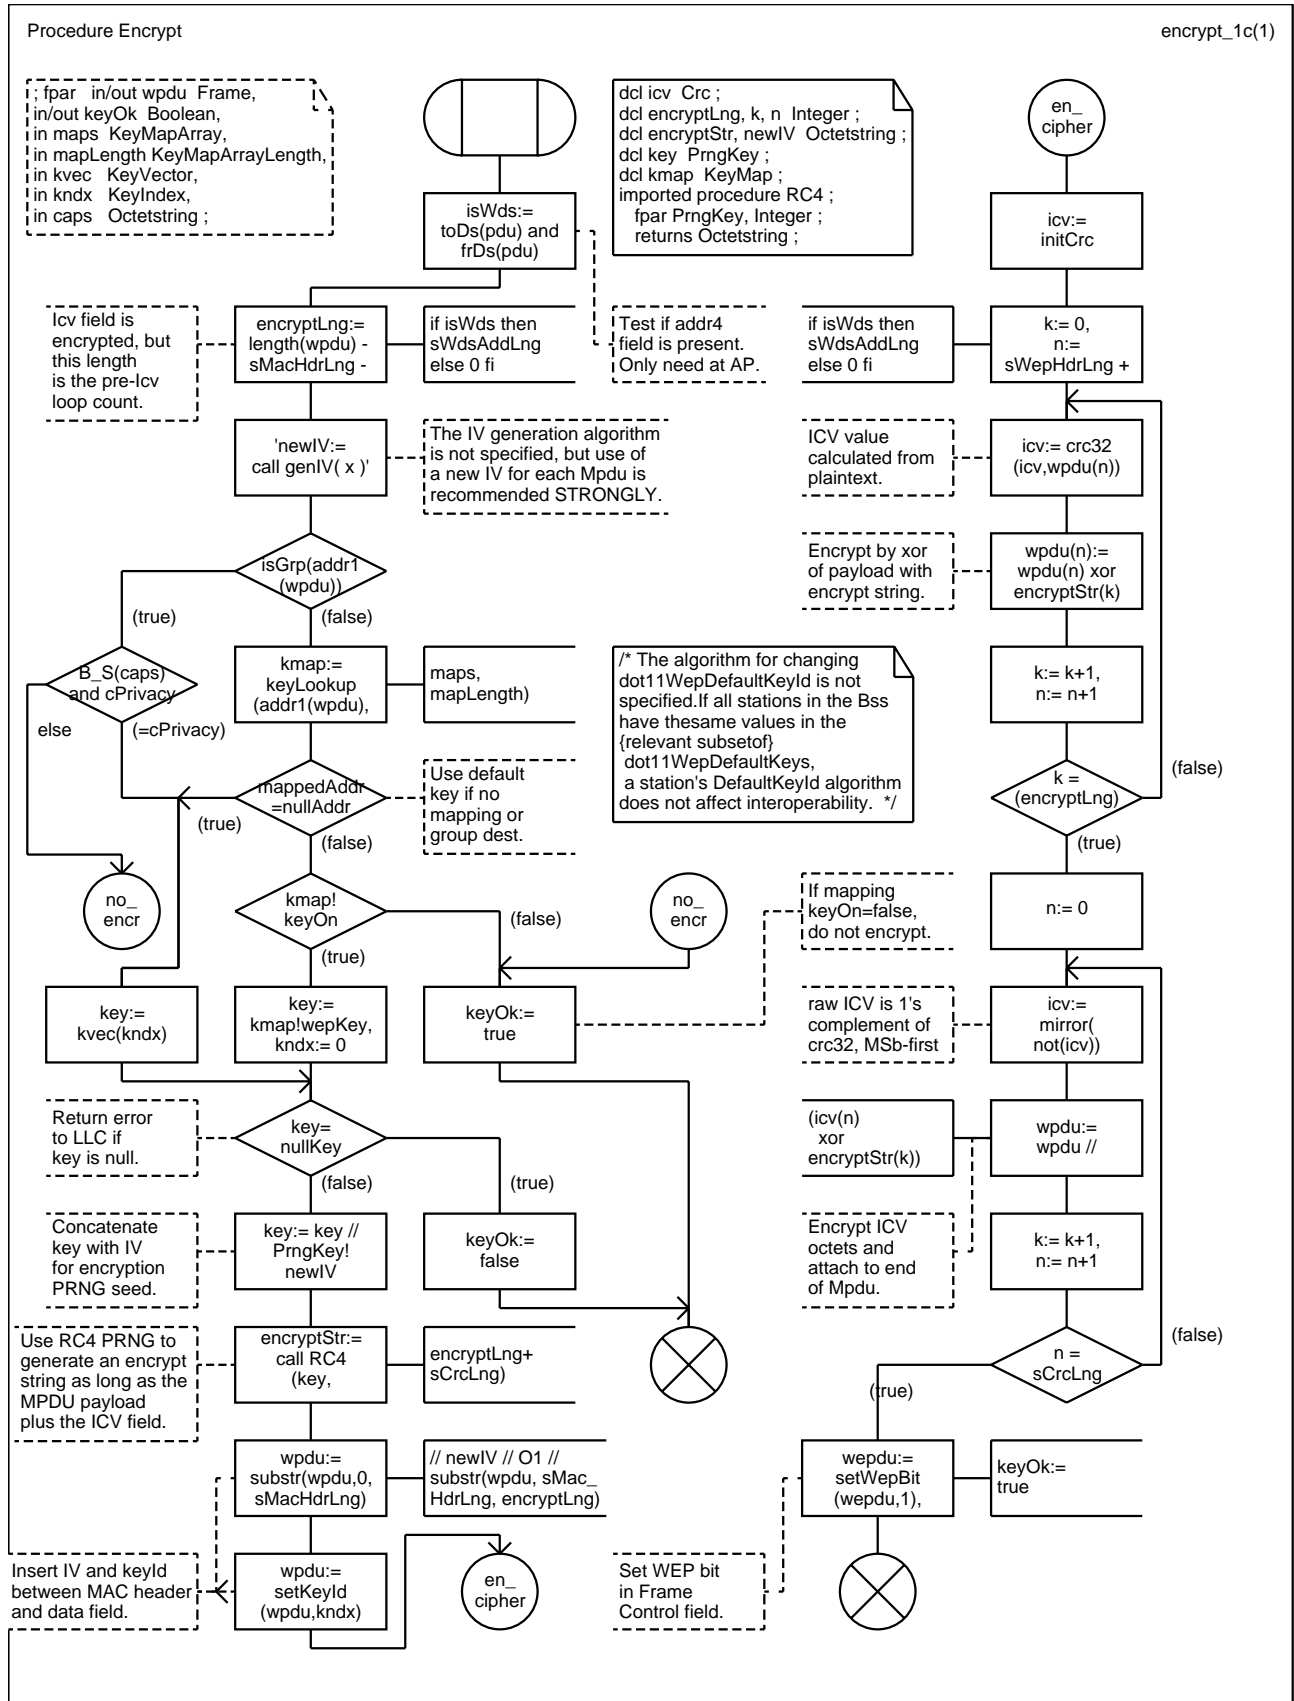 Procedure Encrypt
encrypt_1c(1)
; fpar   in/out wpdu  Frame,
in/out keyOk  Boolean,
in maps  KeyMapArray,
in mapLength KeyMapArrayLength,
in kvec   KeyVector,
in kndx   KeyIndex,
in caps   Octetstring ;
dcl icv  Crc ;
dcl encryptLng, k, n  Integer ;
dcl encryptStr, newIV  Octetstring ;
dcl key  PrngKey ;
dcl kmap  KeyMap ;
imported procedure RC4 ;
fpar PrngKey, Integer ;
returns Octetstring ;
en_
cipher
isWds:=
toDs(pdu) and
frDs(pdu)
icv:=
initCrc
Icv field is
encrypted, but
this length
is the pre-Icv
loop count.
encryptLng:=
length(wpdu) -
sMacHdrLng -
if isWds then
sWdsAddLng
else 0 fi
Test if addr4
field is present.
Only need at AP.
if isWds then
sWdsAddLng
else 0 fi
k:= 0,
n:=
sWepHdrLng +
'newIV:=
call genIV( x )'
The IV generation algorithm
is not specified, but use of
a new IV for each Mpdu is
recommended STRONGLY.
ICV value
calculated from
plaintext.
icv:= crc32
(icv,wpdu(n))
isGrp(addr1
(wpdu))
(true)
(false)
Encrypt by xor
of payload with
encrypt string.
wpdu(n):=
wpdu(n) xor
encryptStr(k)
B_S(caps)
and cPrivacy
else
(=cPrivacy)
kmap:=
keyLookup
(addr1(wpdu),
maps,
mapLength)
/* The algorithm for changing
dot11WepDefaultKeyId is not
specified.If all stations in the Bss
have thesame values in the
{relevant subsetof}
dot11WepDefaultKeys,
a station's DefaultKeyId algorithm
does not affect interoperability.  */
k:= k+1,
n:= n+1
mappedAddr
=nullAddr
(true)
(false)
Use default
key if no
mapping or
group dest.
k =
(encryptLng)
(false)
(true)
no_
encr
kmap!
keyOn
(false)
(true)
no_
encr
If mapping
keyOn=false,
do not encrypt.
n:= 0
key:=
kvec(kndx)
key:=
kmap!wepKey,
kndx:= 0
keyOk:=
true
raw ICV is 1's
complement of
crc32, MSb-first
icv:=
mirror(
not(icv))
Return error
to LLC if
key is null.
key=
nullKey
(false)
(true)
(icv(n)
xor
encryptStr(k))
wpdu:=
wpdu //
Concatenate
key with IV
for encryption
PRNG seed.
key:= key //
PrngKey!
newIV
keyOk:=
false
Encrypt ICV
octets and
attach to end
of Mpdu.
k:= k+1,
n:= n+1
Use RC4 PRNG to
generate an encrypt
string as long as the
MPDU payload
plus the ICV field.
encryptStr:=
call RC4
(key,
encryptLng+
sCrcLng)
n =
sCrcLng
(false)
(true)
wpdu:=
substr(wpdu,0,
sMacHdrLng)
// newIV // O1 //
substr(wpdu, sMac_
HdrLng, encryptLng)
wepdu:=
setWepBit
(wepdu,1),
keyOk:=
true
Insert IV and keyId
between MAC header
and data field.
wpdu:=
setKeyId
(wpdu,kndx)
en_
cipher
Set WEP bit
in Frame
Control field.